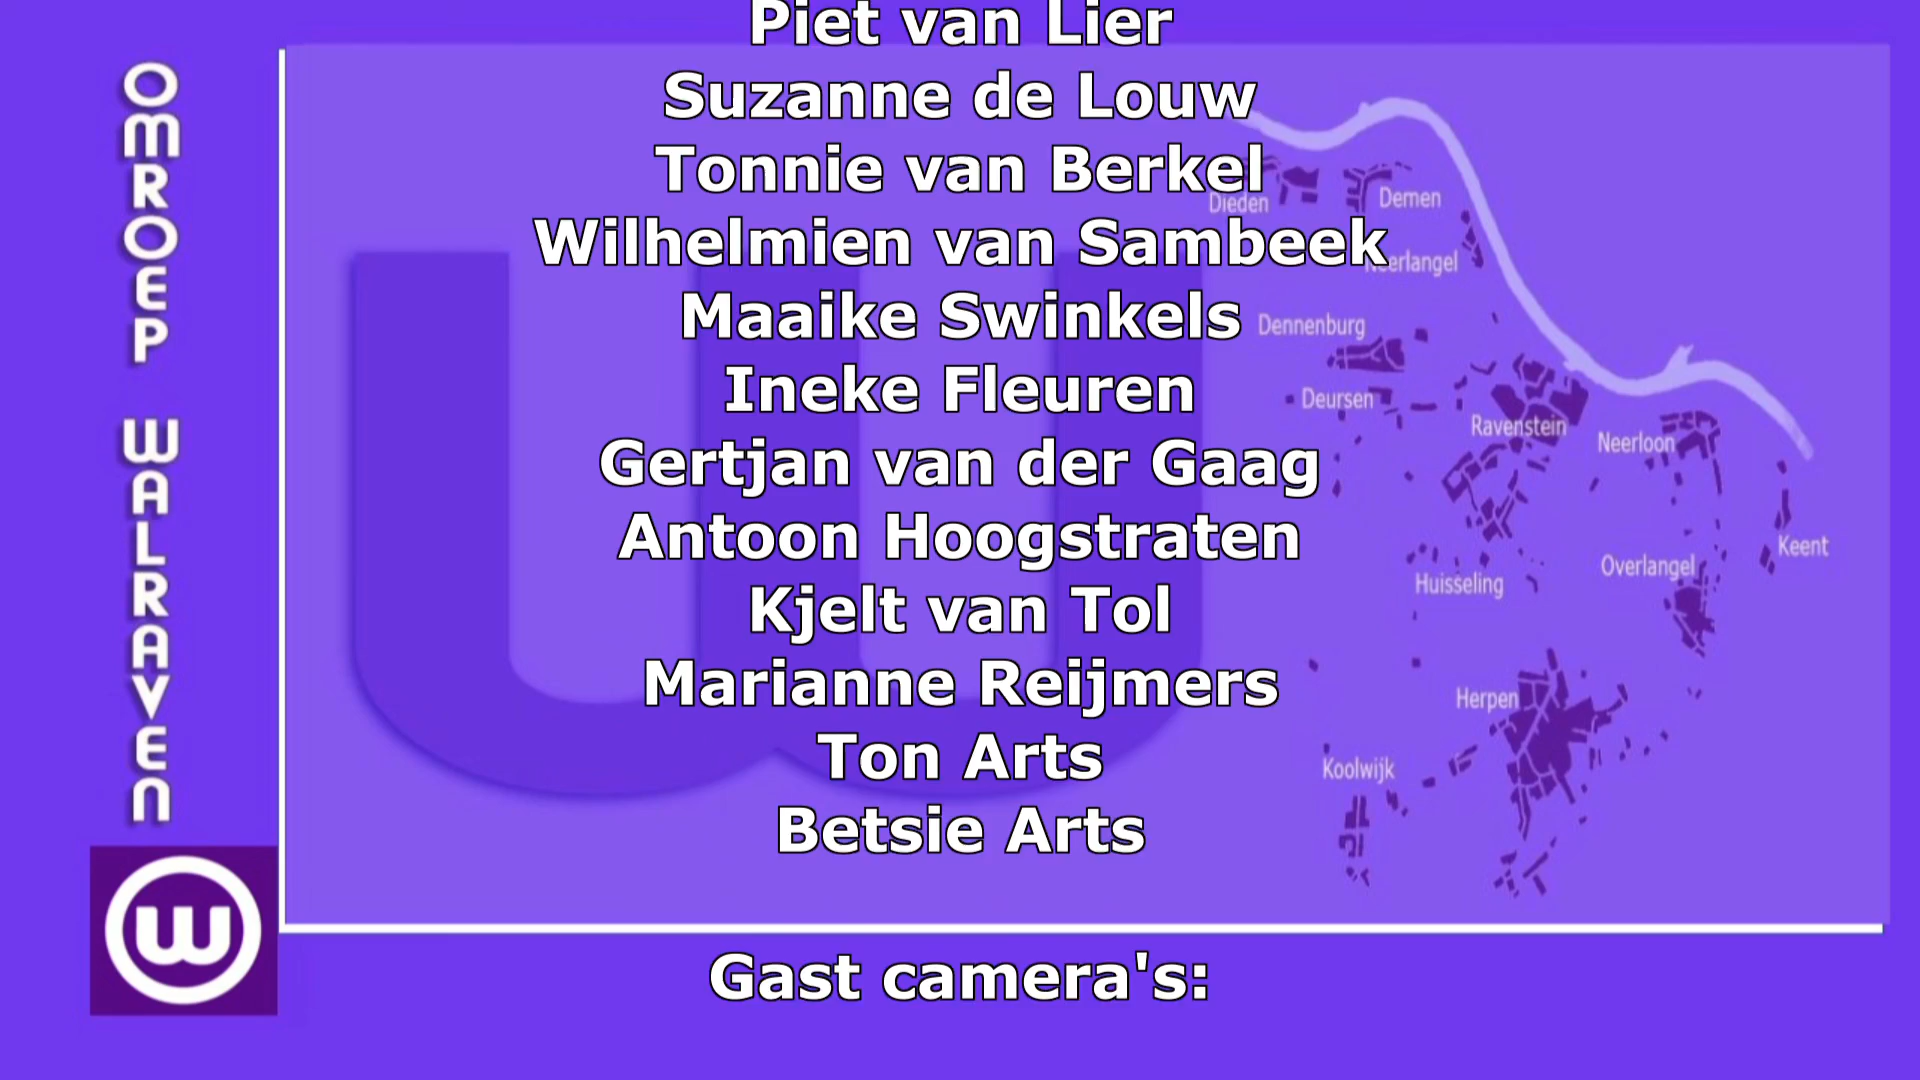 OMROEP WALRAVEN
W
Piet van Lier
Suzanne de Louw
Tonnie van Berkel
Wilhelmien van Sambeek
Maaike Swinkels
Ineke Fleuren
Gertjan van der Gaag
Antoon Hoogstraten
Kjelt van Tol
Marianne Reijmers
Ton Arts
Betsie Arts
Gast camera's:
Dieden
Demen
Neerlangel
Dennenburg
Deursen
Ravenstein
Neerloon
Keent
Overlangel
Huisseling
Herpen
Koolwijk